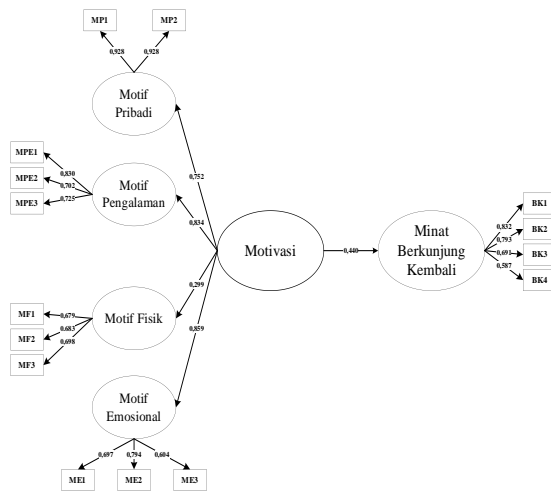 MP1
MP2
0,928
0,928
Motif
Pribadi
MPE1
MPE2
MPE3
0,830
0,702
0,725
Motif
Pengalaman
0,752
0,834
0,299
0,859
Motivasi
0,440
Minat
Berkunjung
Kembali
0,832
0,793
0,691
0,587
BK1
BK2
BK3
BK4
MF1
MF2
MF3
0,679
0,683
0,698
Motif Fisik
Motif
Emosional
0,697
0,794
0,604
ME1
ME2
ME3